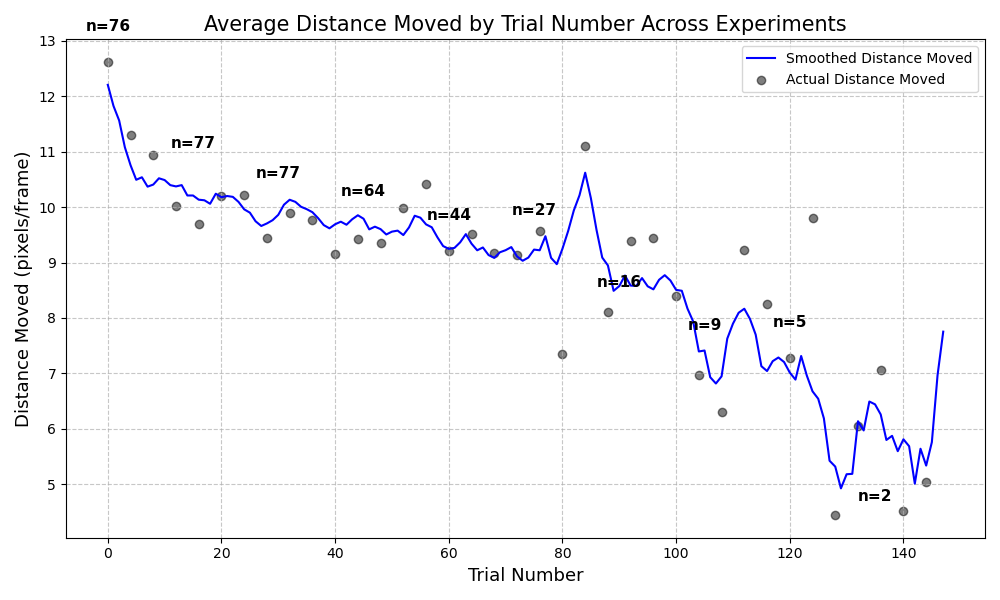 Average Distance Moved by Trial Number Across Experiments
n=76
13
12
11
10
9
8
7
6
5
Distance Moved (pixels/frame)
Smoothed Distance Moved
Actual Distance Moved
n=77
n=77
n=64
n=44
n=27
n=16
n=9
n=5
n=2
0
20
40
60
80
100
120
140
Trial Number